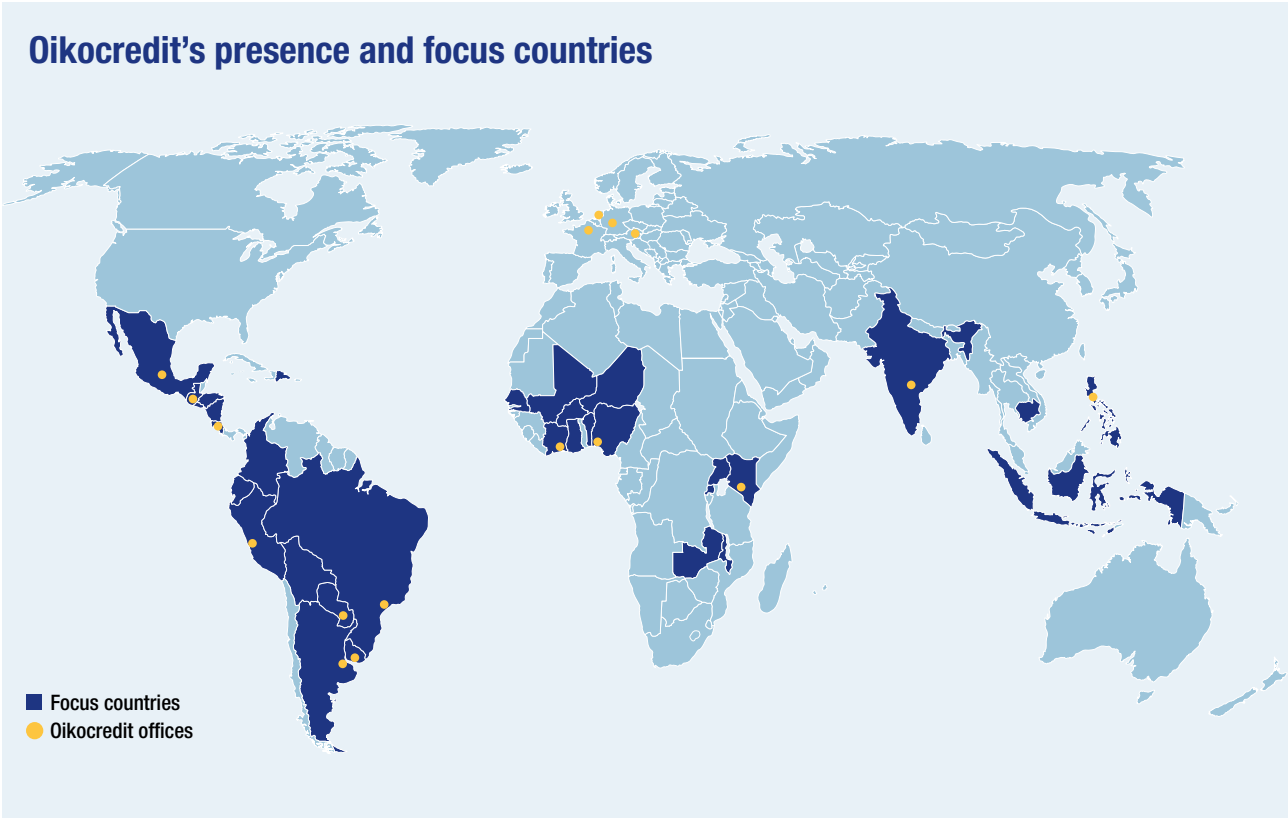 Oikocredit’s presence and focus countries
Focus countries
Oikocredit offices